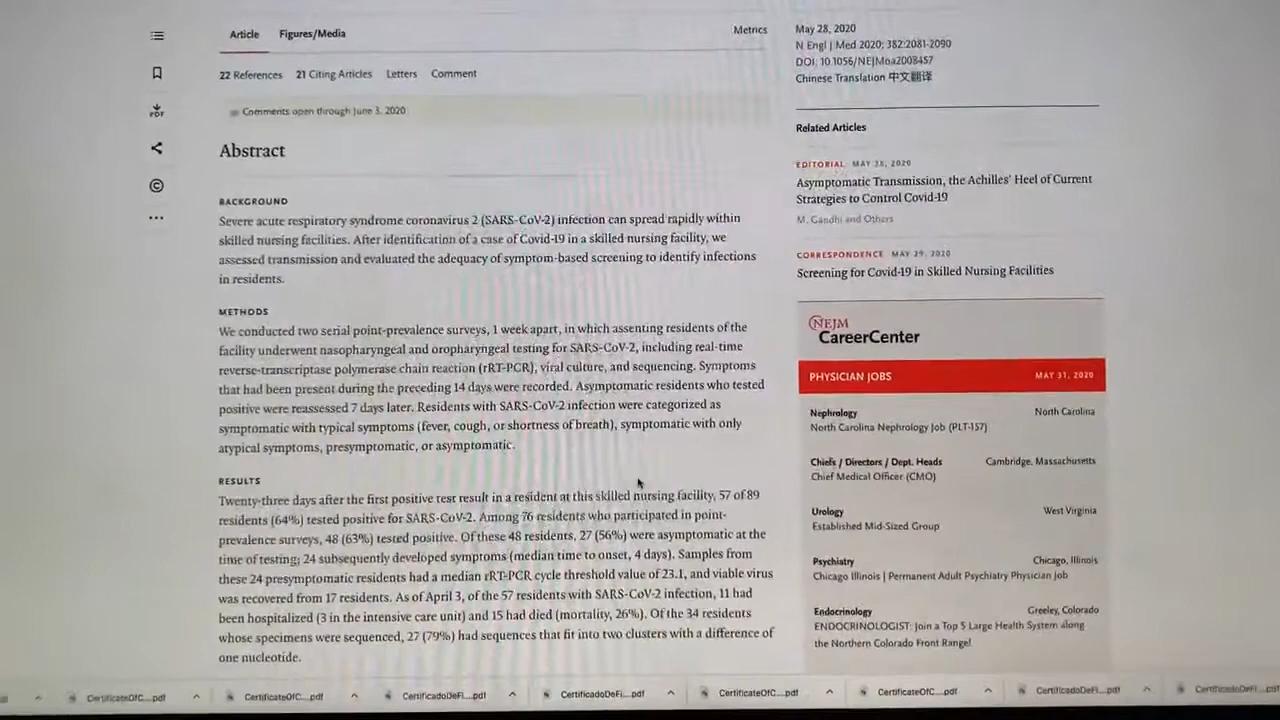 Article Figures/Media Metrics
22 References 21 Citing Articles Letters Comment
Comments open through June 3, 2020
Abstract
BACKGROUND
Severe acute respiratory syndrome coronavirus 2 (SARS-CoV-2) infection can spread rapidly within
skilled nursing facilities. After identification of a case of Covid-19 in a skilled nursing facility, we
assessed transmission and evaluated the adequacy of symptom-based screening to identify infections
in residents.
METHODS
We conducted two serial point-prevalence surveys, 1 week apart, in which assenting residents of the
facility underwent nasopharyngeal and oropharyngeal testing for SARS-CoV-2, including real-time
reverse-transcriptase polymerase chain reaction (rRT-PCR), viral culture, and sequencing. Symptoms
that had been present during the preceding 14 days were recorded. Asymptomatic residents who tested
positive were reassessed 7 days later. Residents with SARS-CoV-2 infection were categorized as
symptomatic with typical symptoms (fever, cough, or shortness of breath), symptomatic with only
atypical symptoms, presymptomatic, or asymptomatic.
RESULTS
Twenty-three days after the first positive test result in a resident at this skilled nursing facility, 57 of 89
residents (64%) tested positive for SARS-CoV-2. Among 76 residents who participated in point-
prevalence surveys, 48 (63%) tested positive. Of these 48 residents, 27 (56%) were asymptomatic at the
time of testing; 24 subsequently developed symptoms (median time to onset, 4 days). Samples from
these 24 presymptomatic residents had a median rRT-PCR cycle threshold value of 23.1, and viable virus
was recovered from 17 residents. As of April 3, of the 57 residents with SARS-CoV-2 infection, 11 had
been hospitalized (3 in the intensive care unit) and 15 had died (mortality, 26%). Of the 34 residents
whose specimens were sequenced, 27 (79%) had sequences that fit into two clusters with a difference of
one nucleotide.
PDF
May 28, 2020
N Engl J Med 2020; 382:2081-2090
DOI: 10.1056/NEJMoa2008457
Chinese Translation 中文翻译
Related Articles
EDITORIAL MAY 28, 2020
Asymptomatic Transmission, the Achilles' Heel of Current
Strategies to Control Covid-19
M. Gandhi and Others
CORRESPONDENCE MAY 29, 2020
Screening for Covid-19 in Skilled Nursing Facilities
NEJM
CareerCenter
PHYSICIAN JOBS MAY 31, 2020
Nephrology North Carolina
North Carolina Nephrology Job (PLT-157)
Chiefs / Directors / Dept. Heads Cambridge, Massachusetts
Chief Medical Officer (CMO)
Urology West Virginia
Established Mid-Sized Group
Psychiatry Chicago, Illinois
Chicago Illinois | Permanent Adult Psychiatry Physician Job
Endocrinology Greeley, Colorado
ENDOCRINOLOGIST: Join a Top 5 Large Health System along
the Northern Colorado Front Range!
CertificateOfC....pdf CertificateOfC....pdf CertificadoDeFi....pdf CertificadoDeFi....pdf CertificateOfC....pdf CertificateOfC....pdf CertificadoDeFi....pdf CertificadoDeFi....pdf